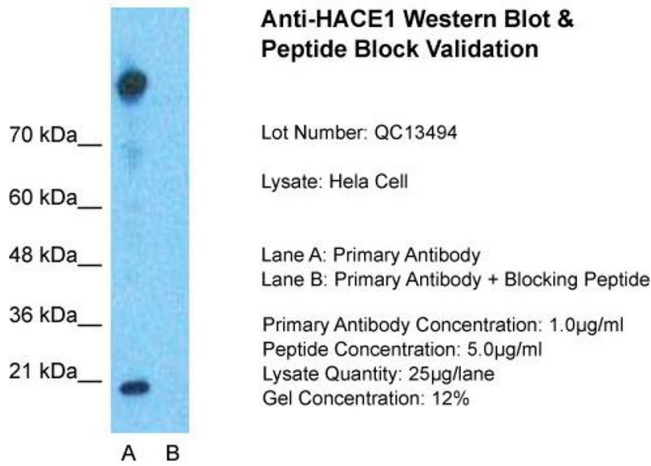 Anti-HACE1 Western Blot &
Peptide Block Validation
70 kDa
60 kDa
48 kDa
36 kDa
21 kDa
A B
Lot Number: QC13494
Lysate: Hela Cell
Lane A: Primary Antibody
Lane B: Primary Antibody + Blocking Peptide
Primary Antibody Concentration: 1.0µg/ml
Peptide Concentration: 5.0µg/ml
Lysate Quantity: 25µg/lane
Gel Concentration: 12%